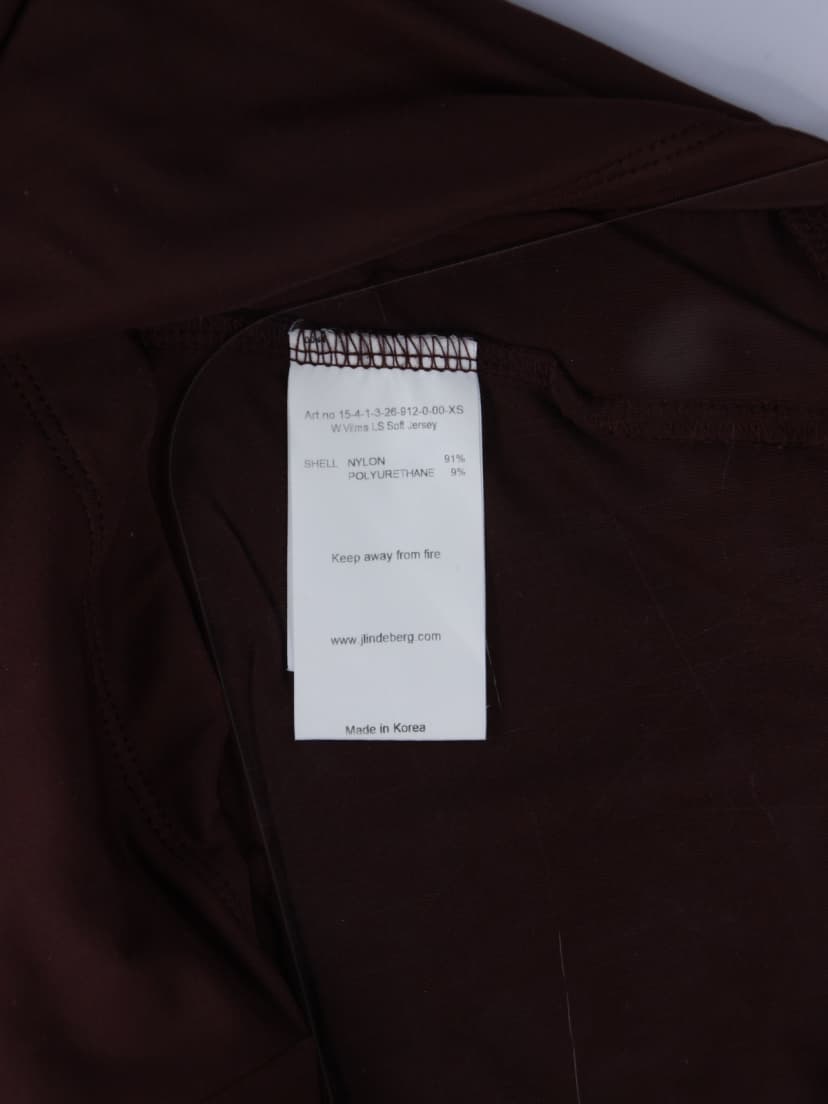 Art no 15-4-1-3-26-912-0-00-XS
W Vilma LS Soft Jersey
SHELL NYLON 91%
POLYURETHANE 9%
Keep away from fire
www.jlindeberg.com
Made in Korea